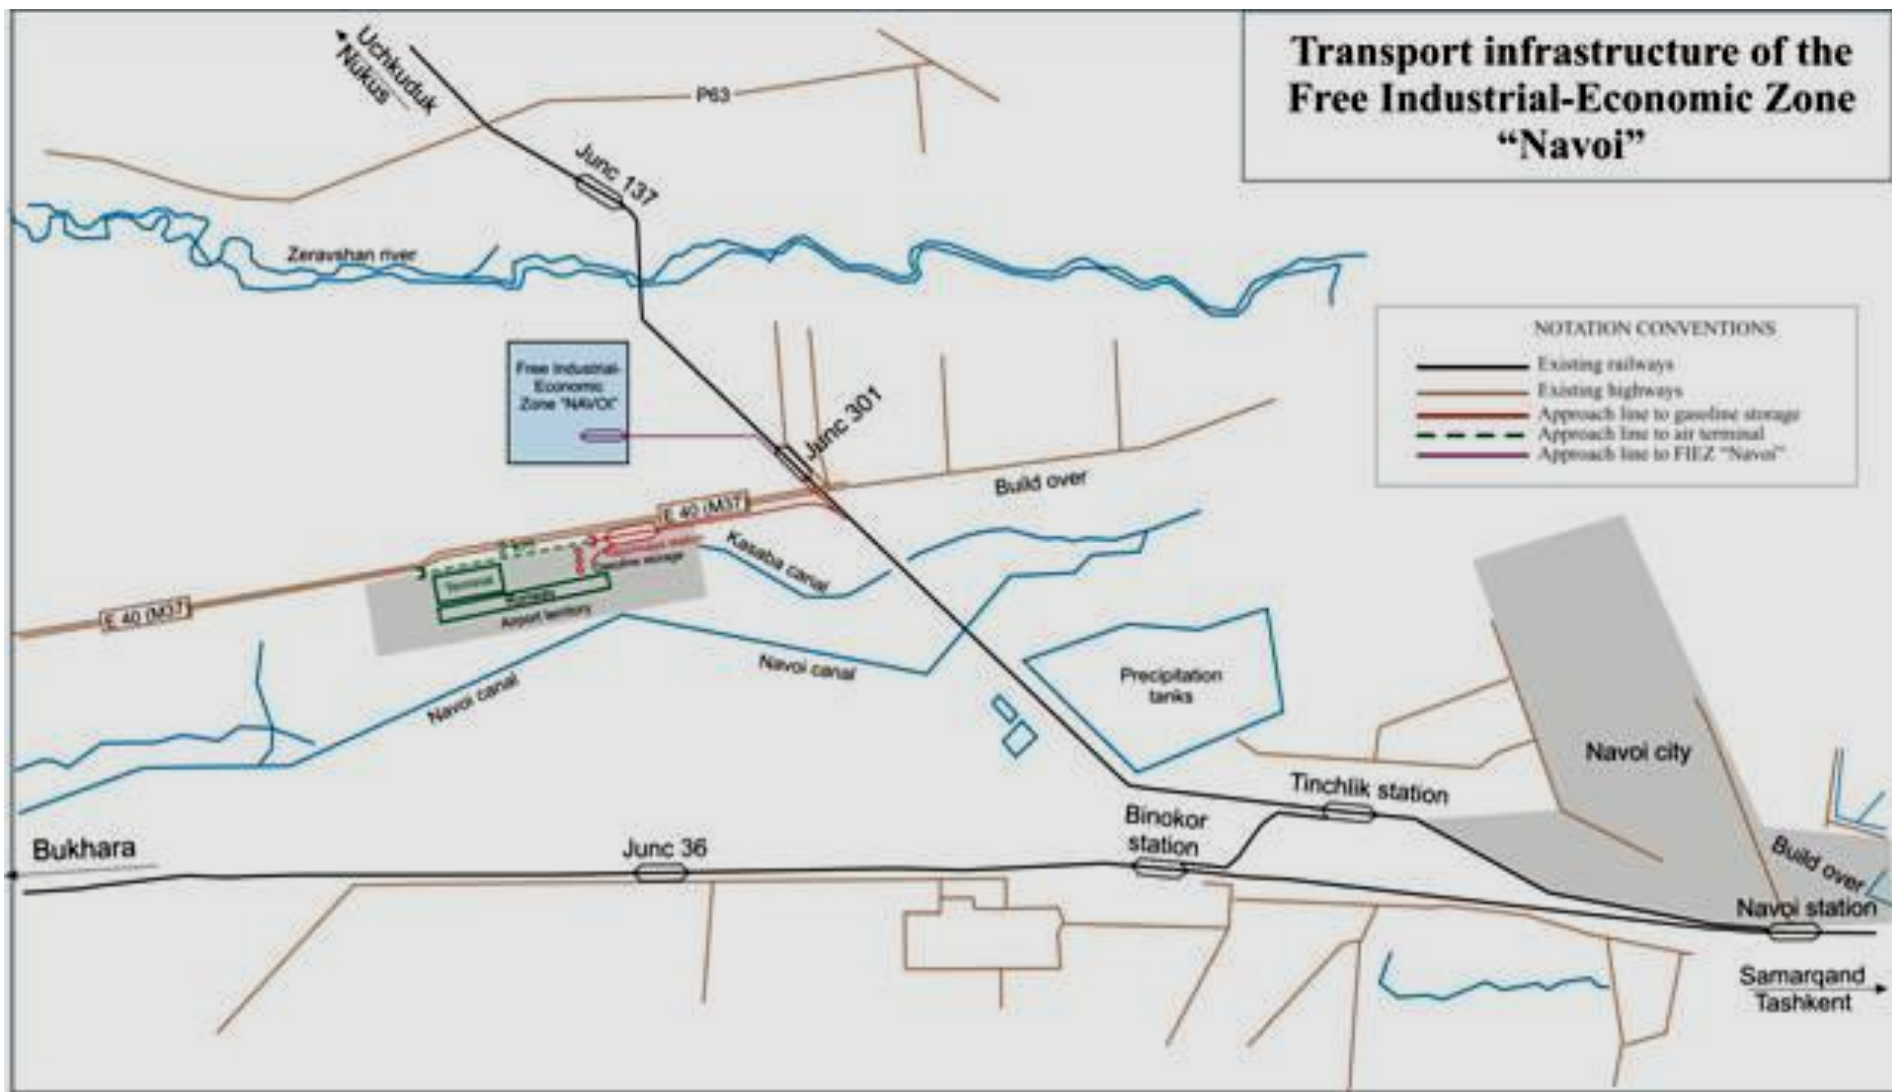 Transport infrastructure of the
Free Industrial-Economic Zone
“Navoi”
Uchkuduk
Nukus
P63
Junc 137
Zeravshan river
NOTATION CONVENTIONS
Existing railways
Existing highways
Approach line to gasoline storage
Approach line to air terminal
Approach line to FIEZ “Navoi”
Free Industrial-
Economic
Zone "NAVOI"
Junc 301
Build over
E 40 (M37)
Kasaba canal
gasoline storage
Terminal
Runway
Airport territory
E 40 (M37)
Navoi canal
Navoi canal
Precipitation
tanks
Navoi city
Tinchlik station
Binokor
station
Bukhara
Junc 36
Build over
Navoi station
Samarqand
Tashkent